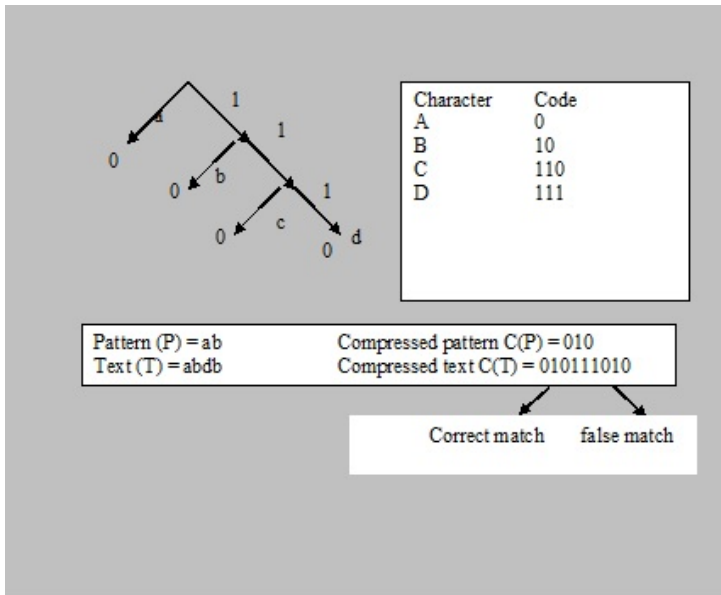 1
a
1
0
b
0
1
c
0
0
d
Character Code
A 0
B 10
C 110
D 111
Pattern (P) = ab Compressed pattern C(P) = 010
Text (T) = abdb Compressed text C(T) = 010111010
Correct match false match